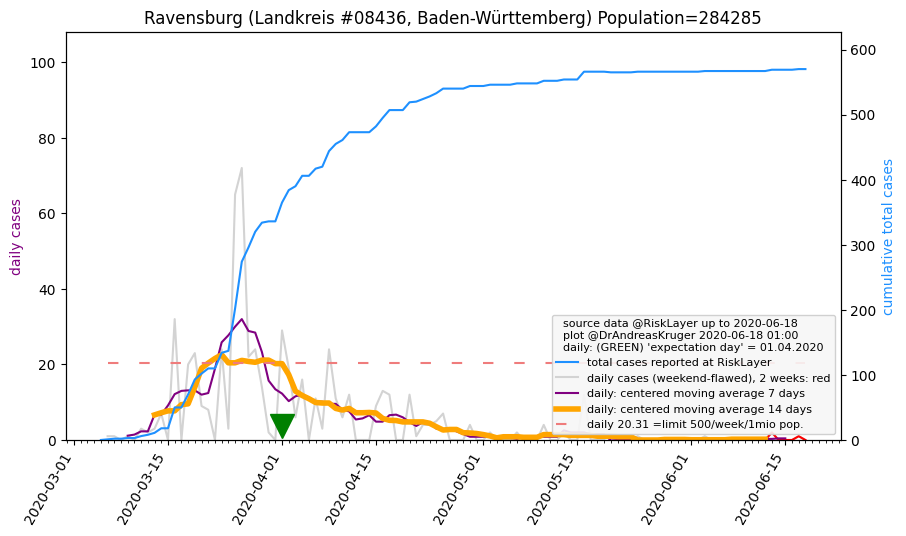 Ravensburg (Landkreis #08436, Baden-Württemberg) Population=284285
daily cases
100
80
60
40
20
0
600
500
400
300
200
100
0
cumulative total cases
source data @RiskLayer up to 2020-06-18
plot @DrAndreasKruger 2020-06-18 01:00
daily: (GREEN) 'expectation day' = 01.04.2020
total cases reported at RiskLayer
daily cases (weekend-flawed), 2 weeks: red
daily: centered moving average 7 days
daily: centered moving average 14 days
daily 20.31 =limit 500/week/1mio pop.
2020-03-01
2020-03-15
2020-04-01
2020-04-15
2020-05-01
2020-05-15
2020-06-01
2020-06-15